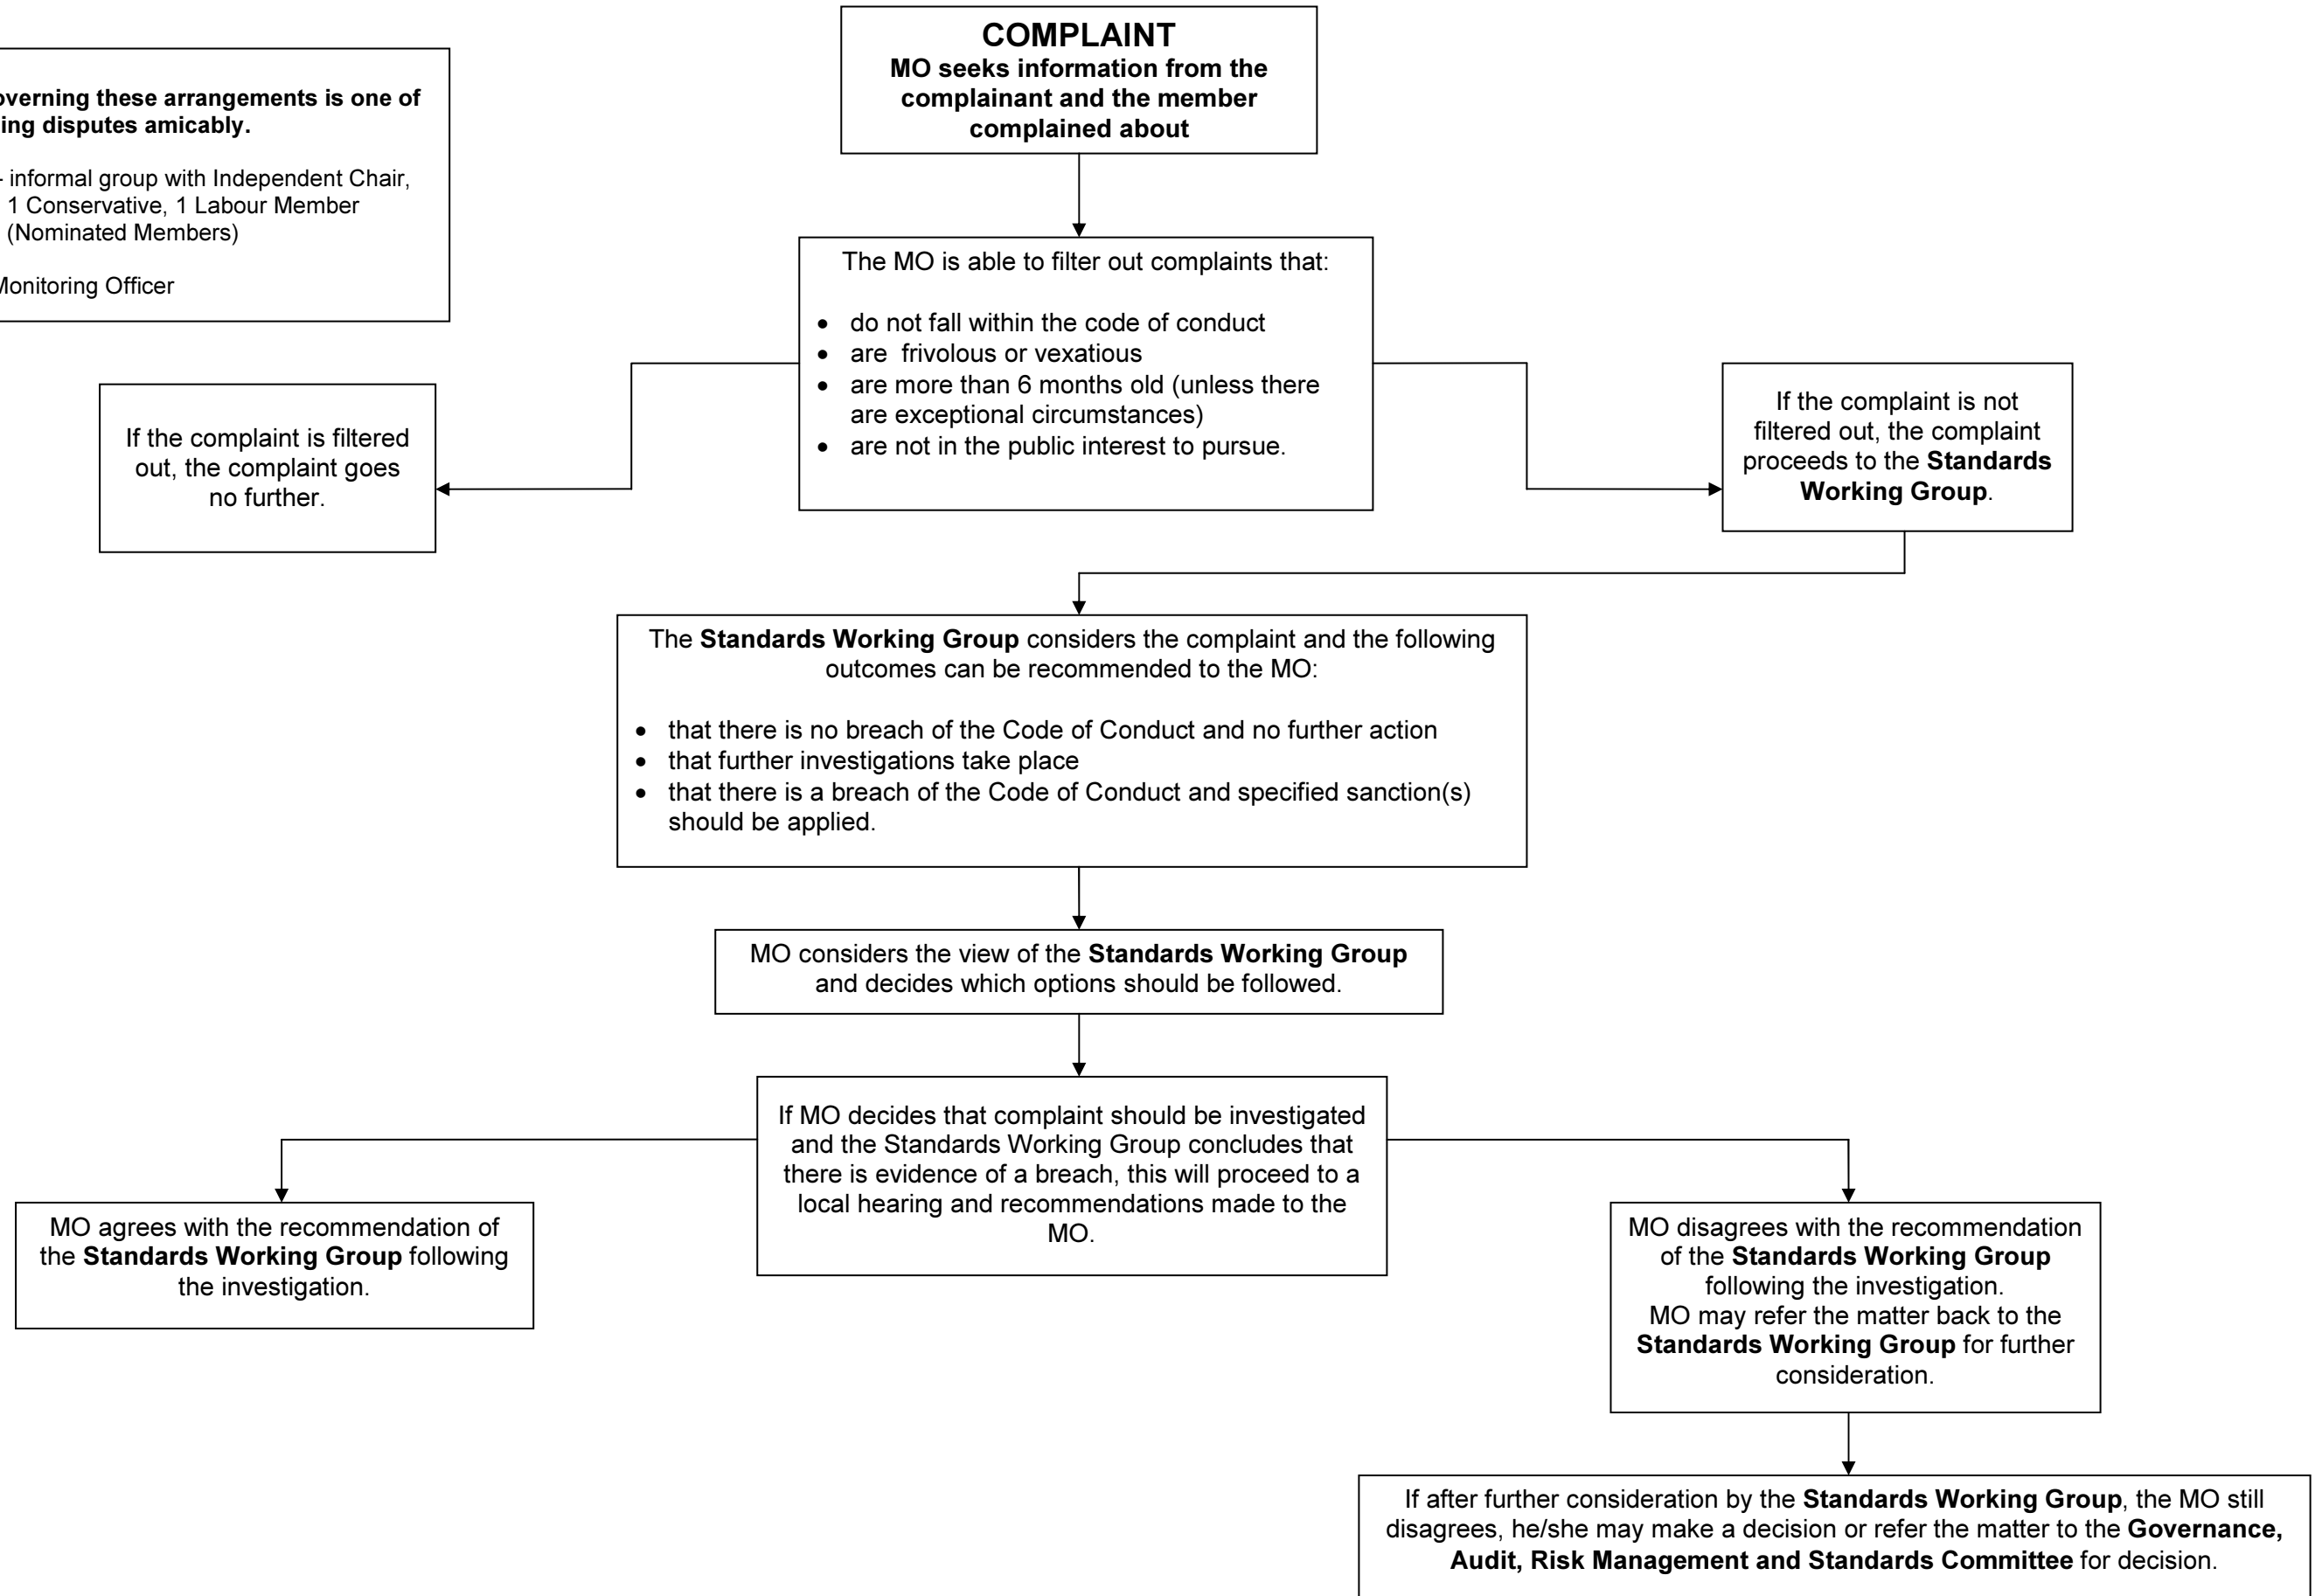 COMPLAINT
MO seeks information from the
complainant and the member
complained about
overning these arrangements is one of
ing disputes amicably.
- informal group with Independent Chair,
1 Conservative, 1 Labour Member
(Nominated Members)
Monitoring Officer
The MO is able to filter out complaints that:
• do not fall within the code of conduct
• are  frivolous or vexatious
• are more than 6 months old (unless there
are exceptional circumstances)
• are not in the public interest to pursue.
If the complaint is filtered
out, the complaint goes
no further.
If the complaint is not
filtered out, the complaint
proceeds to the Standards
Working Group.
The Standards Working Group considers the complaint and the following
outcomes can be recommended to the MO:
• that there is no breach of the Code of Conduct and no further action
• that further investigations take place
• that there is a breach of the Code of Conduct and specified sanction(s)
should be applied.
MO considers the view of the Standards Working Group
and decides which options should be followed.
If MO decides that complaint should be investigated
and the Standards Working Group concludes that
there is evidence of a breach, this will proceed to a
local hearing and recommendations made to the
MO.
MO agrees with the recommendation of
the Standards Working Group following
the investigation.
MO disagrees with the recommendation
of the Standards Working Group
following the investigation.
MO may refer the matter back to the
Standards Working Group for further
consideration.
If after further consideration by the Standards Working Group, the MO still
disagrees, he/she may make a decision or refer the matter to the Governance,
Audit, Risk Management and Standards Committee for decision.